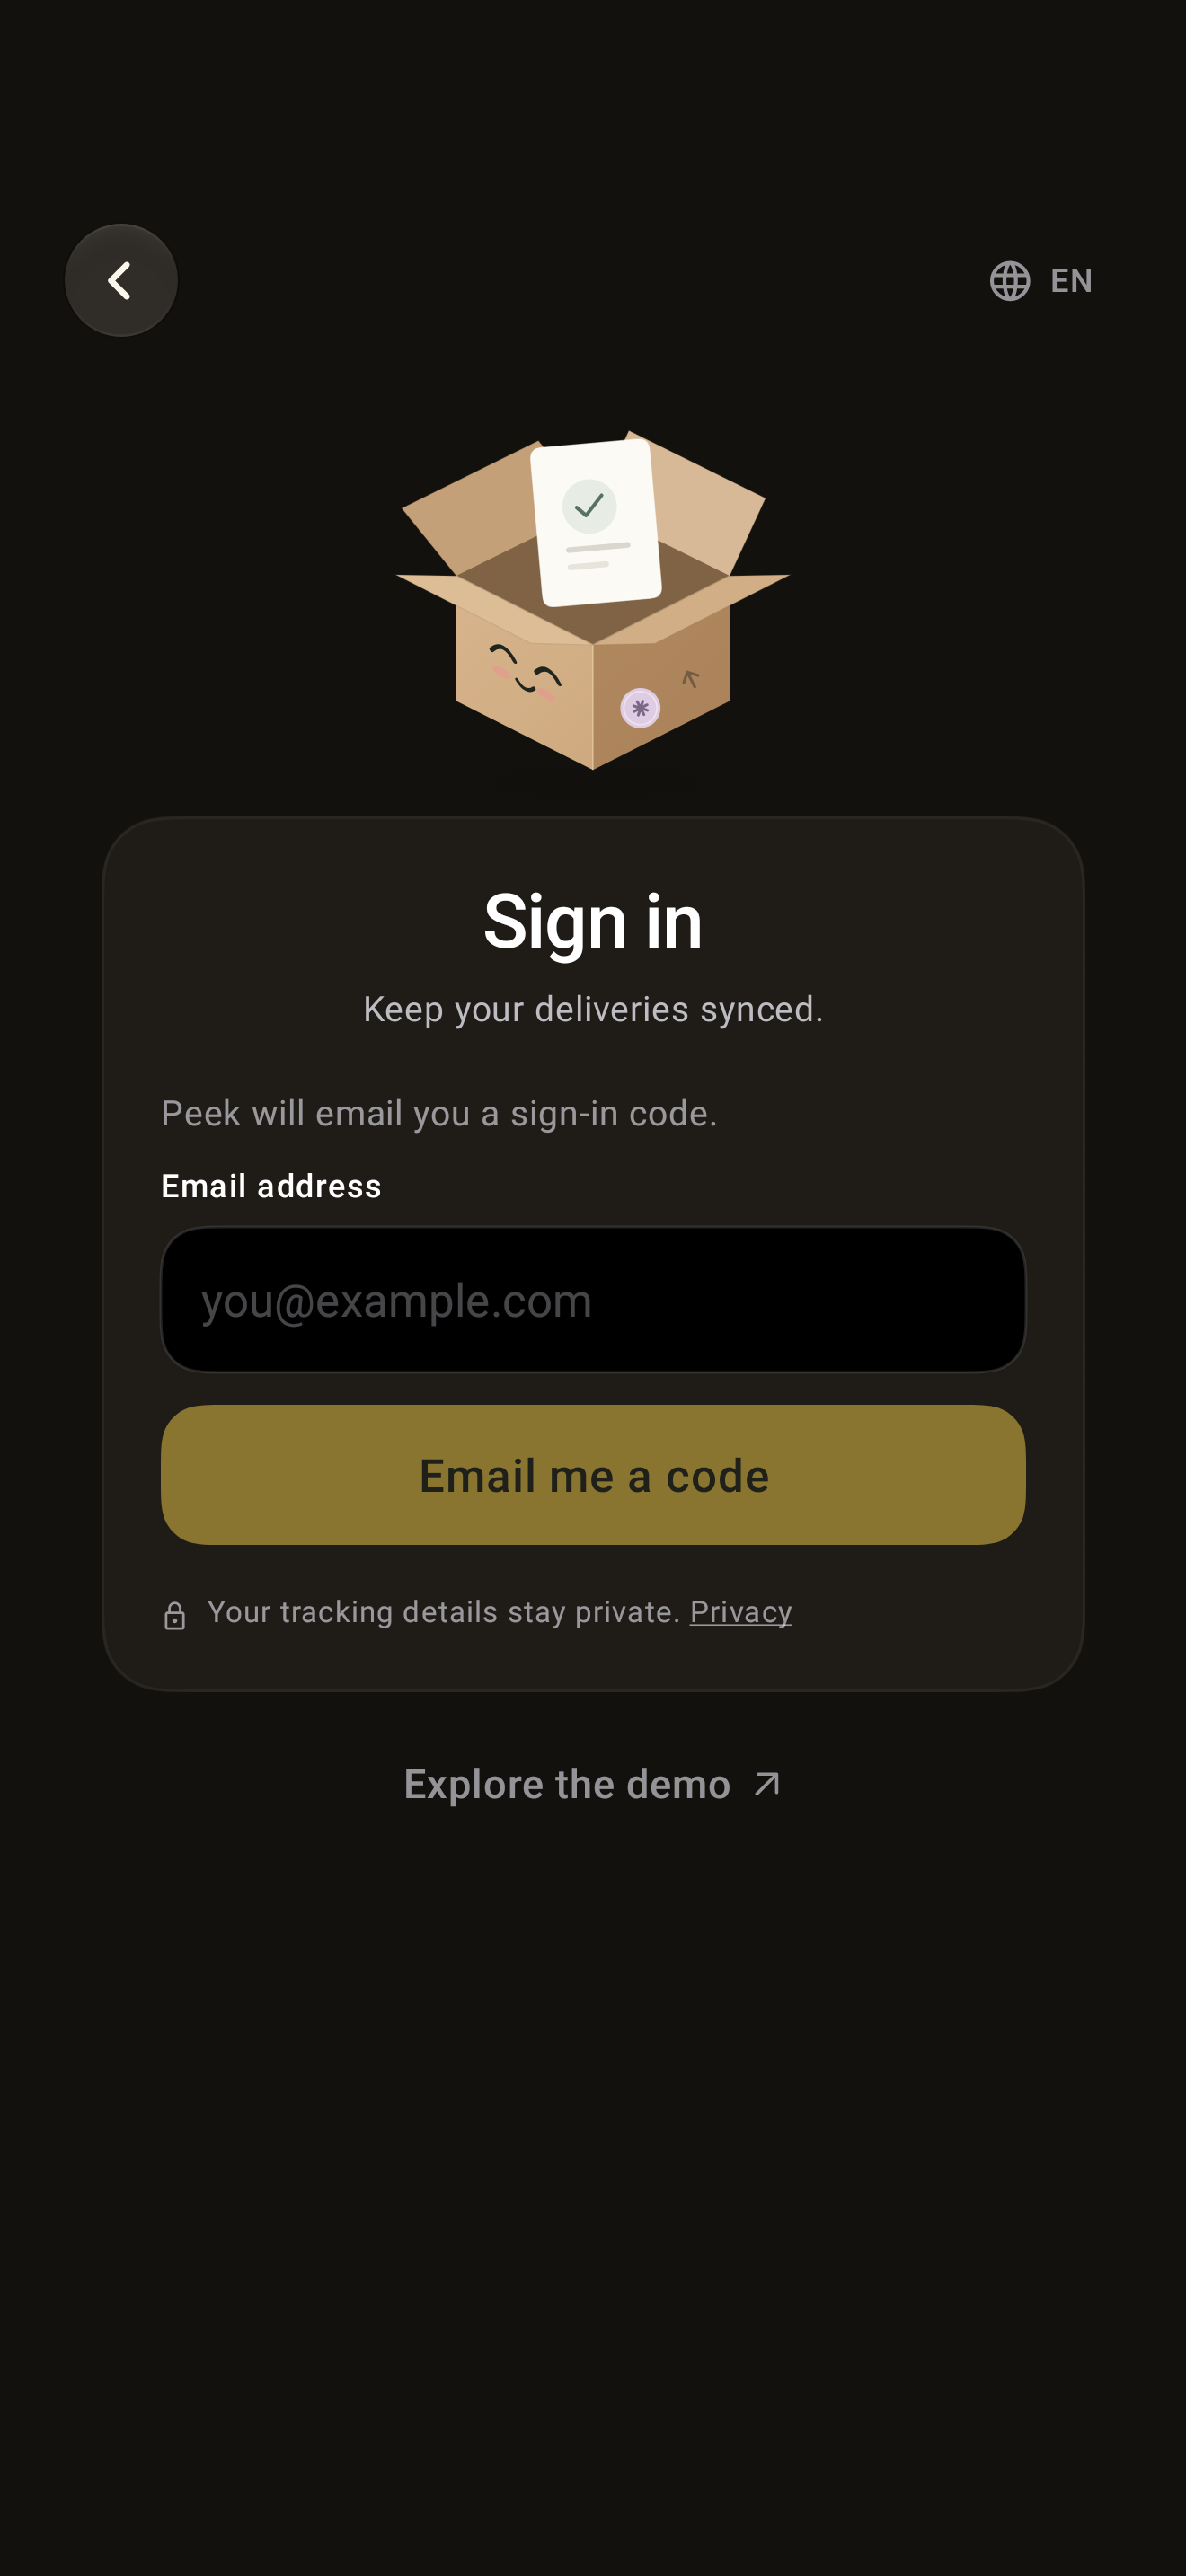 EN
Sign in
Keep your deliveries synced.
Peek will email you a sign-in code.
Email address
you@example.com
Email me a code
Your tracking details stay private. Privacy
Explore the demo